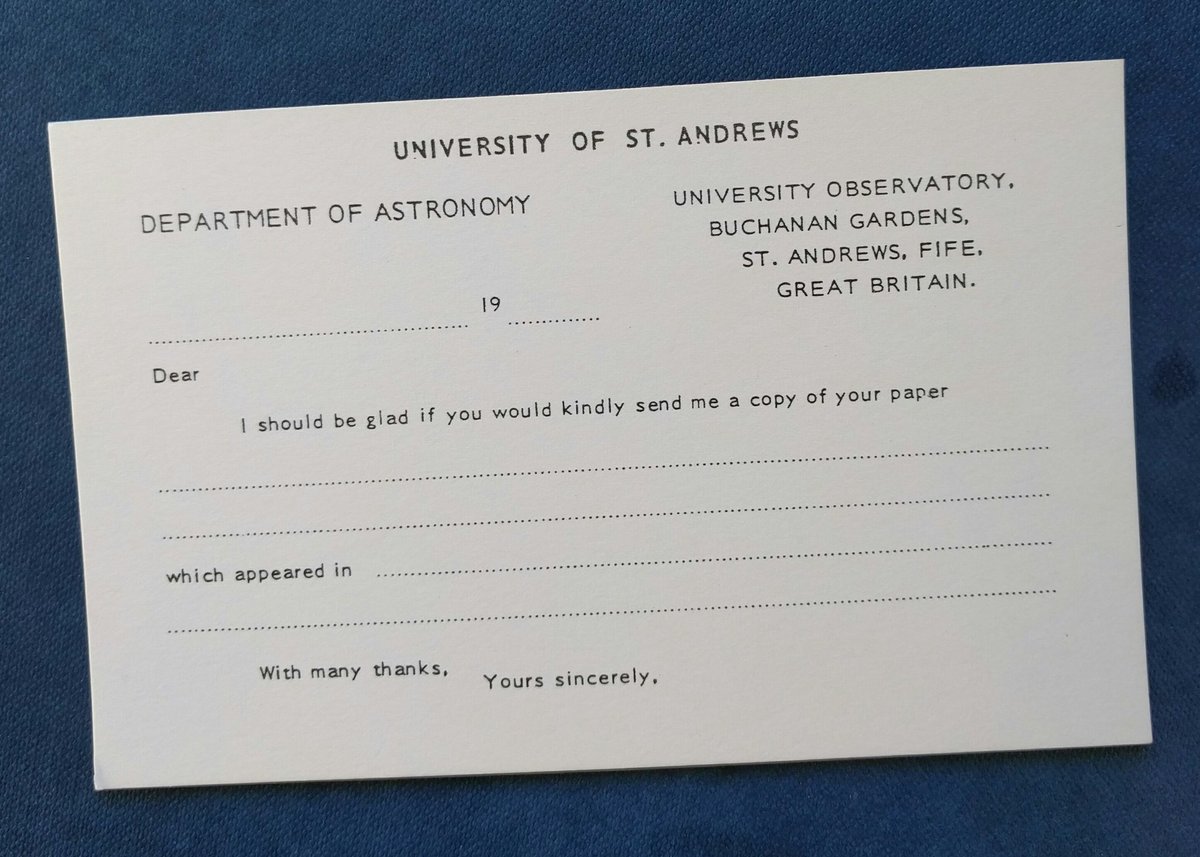 UNIVERSITY OF ST. ANDREWS
DEPARTMENT OF ASTRONOMY
UNIVERSITY OBSERVATORY,
BUCHANAN GARDENS,
ST. ANDREWS, FIFE,
GREAT BRITAIN.
................................................ 19 ..............
Dear
I should be glad if you would kindly send me a copy of your paper
................................................................................
................................................................................
which appeared in ................................................................
................................................................................
With many thanks,
Yours sincerely,